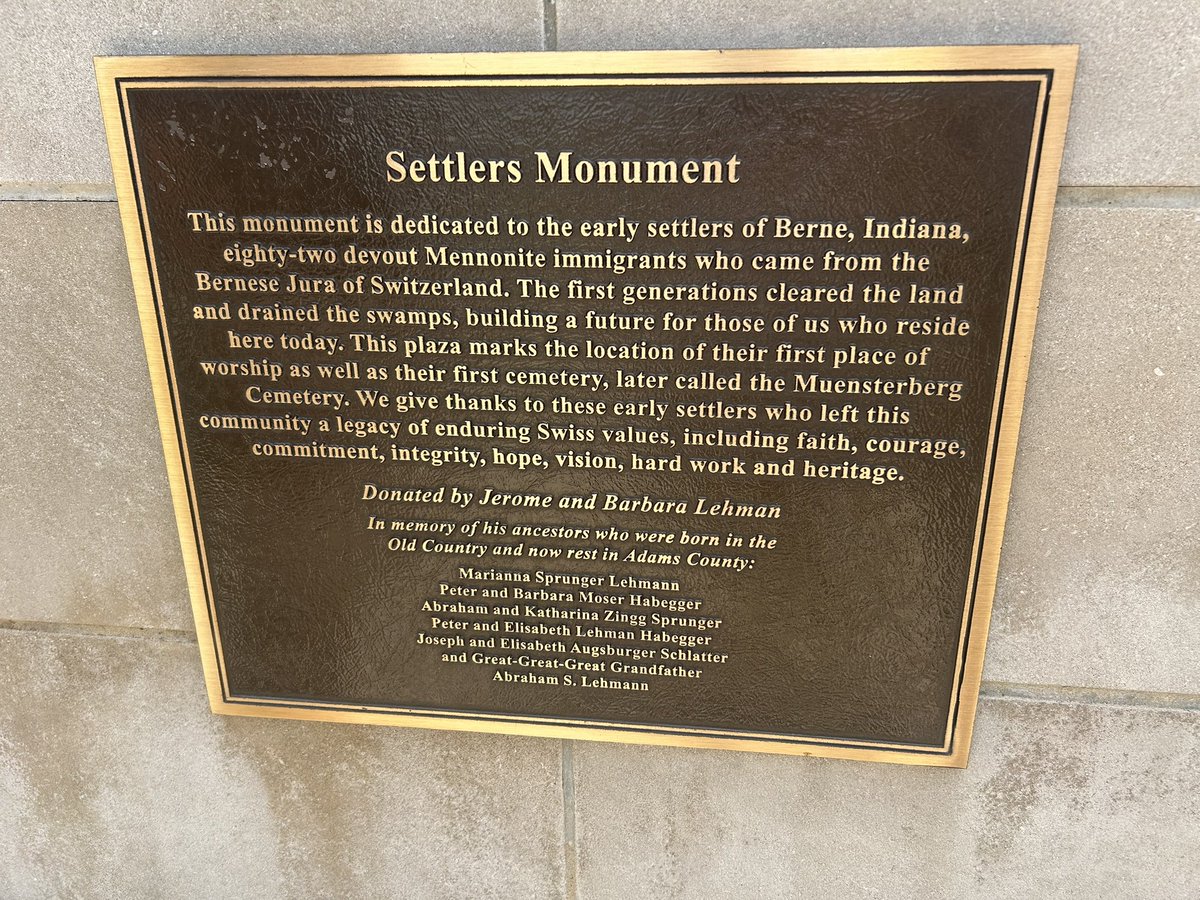 Settlers Monument
This monument is dedicated to the early settlers of Berne, Indiana,
eighty-two devout Mennonite immigrants who came from the
Bernese Jura of Switzerland. The first generations cleared the land
and drained the swamps, building a future for those of us who reside
here today. This plaza marks the location of their first place of
worship as well as their first cemetery, later called the Muensterberg
Cemetery. We give thanks to these early settlers who left this
community a legacy of enduring Swiss values, including faith, courage,
commitment, integrity, hope, vision, hard work and heritage.
Donated by Jerome and Barbara Lehman
In memory of his ancestors who were born in the
Old Country and now rest in Adams County:
Marianna Sprunger Lehmann
Peter and Barbara Moser Habegger
Abraham and Katharina Zingg Sprunger
Peter and Elisabeth Lehman Habegger
Joseph and Elisabeth Augsburger Schlatter
and Great-Great-Great Grandfather
Abraham S. Lehmann